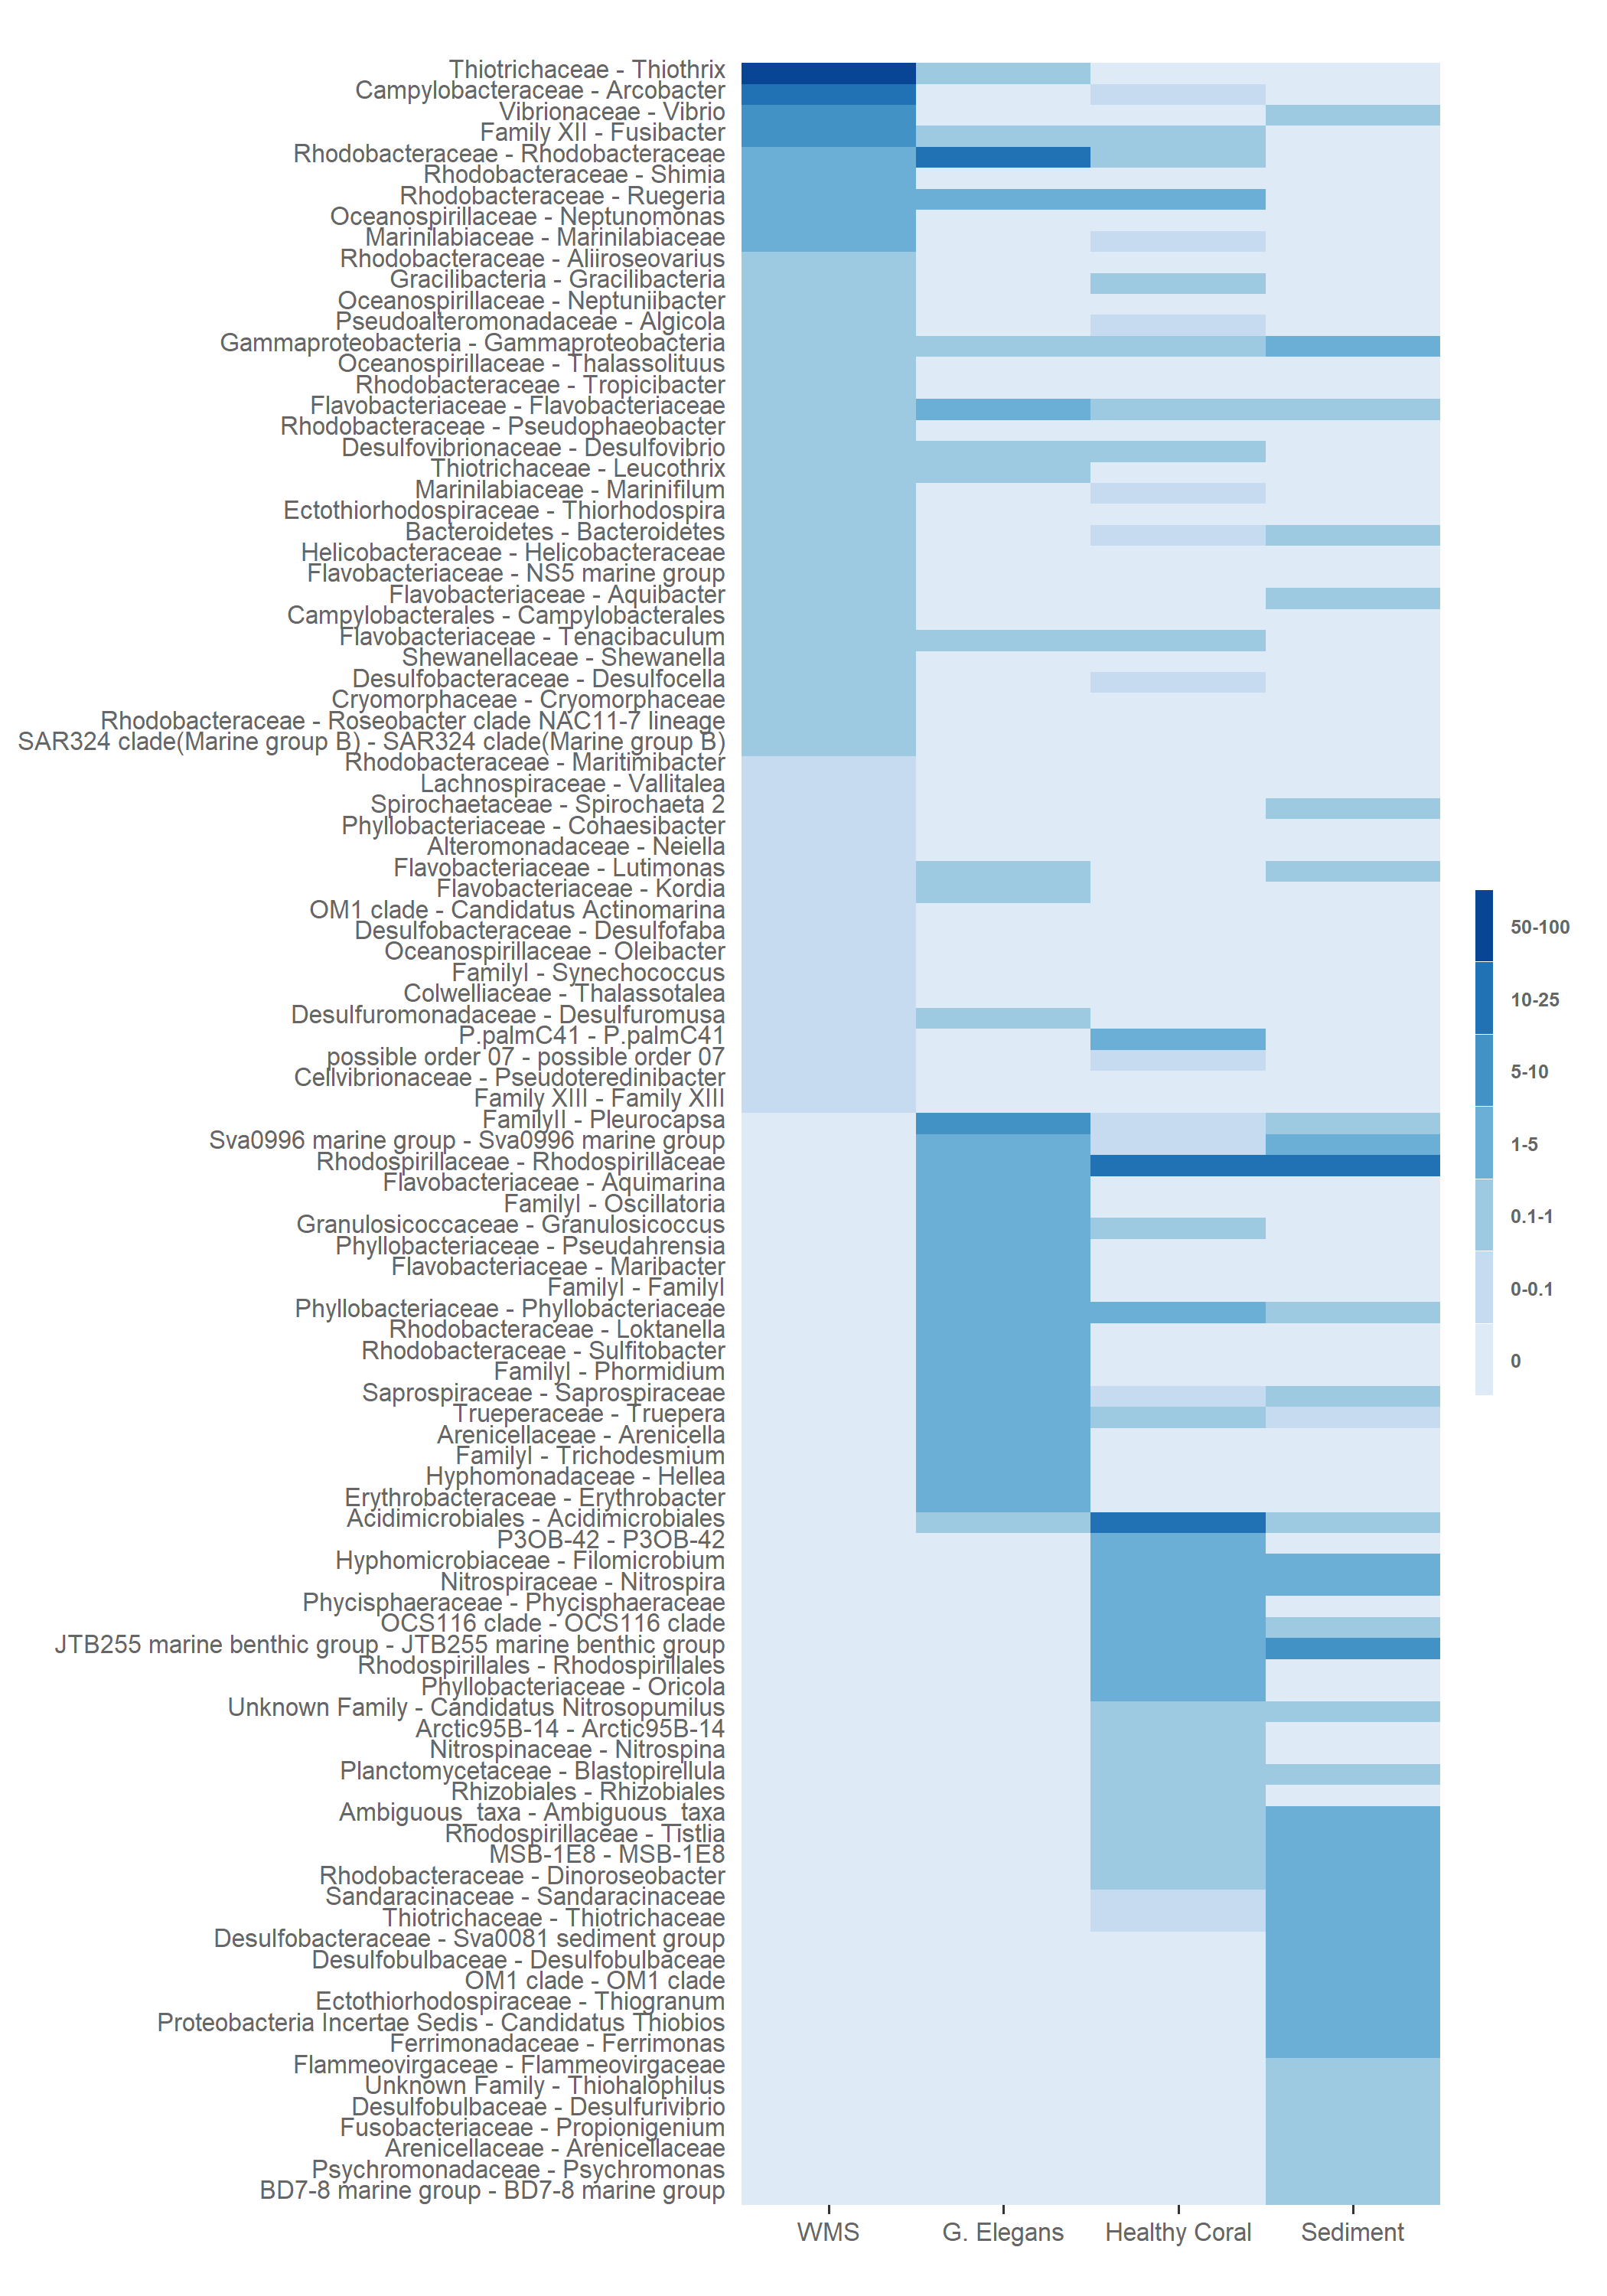 Thiotrichaceae - Thiothrix
Campylobacteraceae - Arcobacter
Vibrionaceae - Vibrio
Family XII - Fusibacter
Rhodobacteraceae - Rhodobacteraceae
Rhodobacteraceae - Shimia
Rhodobacteraceae - Ruegeria
Oceanospirillaceae - Neptunomonas
Marinilabiaceae - Marinilabiaceae
Rhodobacteraceae - Aliiroseovarius
Gracilibacteria - Gracilibacteria
Oceanospirillaceae - Neptuniibacter
Pseudoalteromonadaceae - Algicola
Gammaproteobacteria - Gammaproteobacteria
Oceanospirillaceae - Thalassolituus
Rhodobacteraceae - Tropicibacter
Flavobacteriaceae - Flavobacteriaceae
Rhodobacteraceae - Pseudophaeobacter
Desulfovibrionaceae - Desulfovibrio
Thiotrichaceae - Leucothrix
Marinilabiaceae - Marinifilum
Ectothiorhodospiraceae - Thiorhodospira
Bacteroidetes - Bacteroidetes
Helicobacteraceae - Helicobacteraceae
Flavobacteriaceae - NS5 marine group
Flavobacteriaceae - Aquibacter
Campylobacterales - Campylobacterales
Flavobacteriaceae - Tenacibaculum
Shewanellaceae - Shewanella
Desulfobacteraceae - Desulfocella
Cryomorphaceae - Cryomorphaceae
Rhodobacteraceae - Roseobacter clade NAC11-7 lineage
SAR324 clade(Marine group B) - SAR324 clade(Marine group B)
Rhodobacteraceae - Maritimibacter
Lachnospiraceae - Vallitalea
Spirochaetaceae - Spirochaeta 2
Phyllobacteriaceae - Cohaesibacter
Alteromonadaceae - Neiella
Flavobacteriaceae - Lutimonas
Flavobacteriaceae - Kordia
OM1 clade - Candidatus Actinomarina
Desulfobacteraceae - Desulfofaba
Oceanospirillaceae - Oleibacter
FamilyI - Synechococcus
Colwelliaceae - Thalassotalea
Desulfuromonadaceae - Desulfuromusa
P.palmC41 - P.palmC41
possible order 07 - possible order 07
Cellvibrionaceae - Pseudoteredinibacter
Family XIII - Family XIII
FamilyII - Pleurocapsa
Sva0996 marine group - Sva0996 marine group
Rhodospirillaceae - Rhodospirillaceae
Flavobacteriaceae - Aquimarina
FamilyI - Oscillatoria
Granulosicoccaceae - Granulosicoccus
Phyllobacteriaceae - Pseudahrensia
Flavobacteriaceae - Maribacter
FamilyI - FamilyI
Phyllobacteriaceae - Phyllobacteriaceae
Rhodobacteraceae - Loktanella
Rhodobacteraceae - Sulfitobacter
FamilyI - Phormidium
Saprospiraceae - Saprospiraceae
Trueperaceae - Truepera
Arenicellaceae - Arenicella
FamilyI - Trichodesmium
Hyphomonadaceae - Hellea
Erythrobacteraceae - Erythrobacter
Acidimicrobiales - Acidimicrobiales
P3OB-42 - P3OB-42
Hyphomicrobiaceae - Filomicrobium
Nitrospiraceae - Nitrospira
Phycisphaeraceae - Phycisphaeraceae
OCS116 clade - OCS116 clade
JTB255 marine benthic group - JTB255 marine benthic group
Rhodospirillales - Rhodospirillales
Phyllobacteriaceae - Oricola
Unknown Family - Candidatus Nitrosopumilus
Arctic95B-14 - Arctic95B-14
Nitrospinaceae - Nitrospina
Planctomycetaceae - Blastopirellula
Rhizobiales - Rhizobiales
Ambiguous_taxa - Ambiguous_taxa
Rhodospirillaceae - Tistlia
MSB-1E8 - MSB-1E8
Rhodobacteraceae - Dinoroseobacter
Sandaracinaceae - Sandaracinaceae
Thiotrichaceae - Thiotrichaceae
Desulfobacteraceae - Sva0081 sediment group
Desulfobulbaceae - Desulfobulbaceae
OM1 clade - OM1 clade
Ectothiorhodospiraceae - Thiogranum
Proteobacteria Incertae Sedis - Candidatus Thiobios
Ferrimonadaceae - Ferrimonas
Flammeovirgaceae - Flammeovirgaceae
Unknown Family - Thiohalophilus
Desulfobulbaceae - Desulfurivibrio
Fusobacteriaceae - Propionigenium
Arenicellaceae - Arenicellaceae
Psychromonadaceae - Psychromonas
BD7-8 marine group - BD7-8 marine group
WMS G. Elegans Healthy Coral Sediment
50-100
10-25
5-10
1-5
0.1-1
0-0.1
0